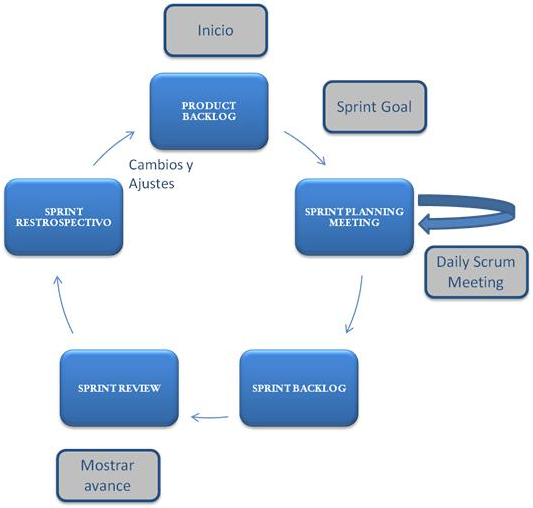 Inicio
PRODUCT
BACKLOG
Sprint Goal
Cambios y
Ajustes
SPRINT
RESTROSPECTIVO
SPRINT PLANNING
MEETING
Daily Scrum
Meeting
SPRINT REVIEW
SPRINT BACKLOG
Mostrar
avance